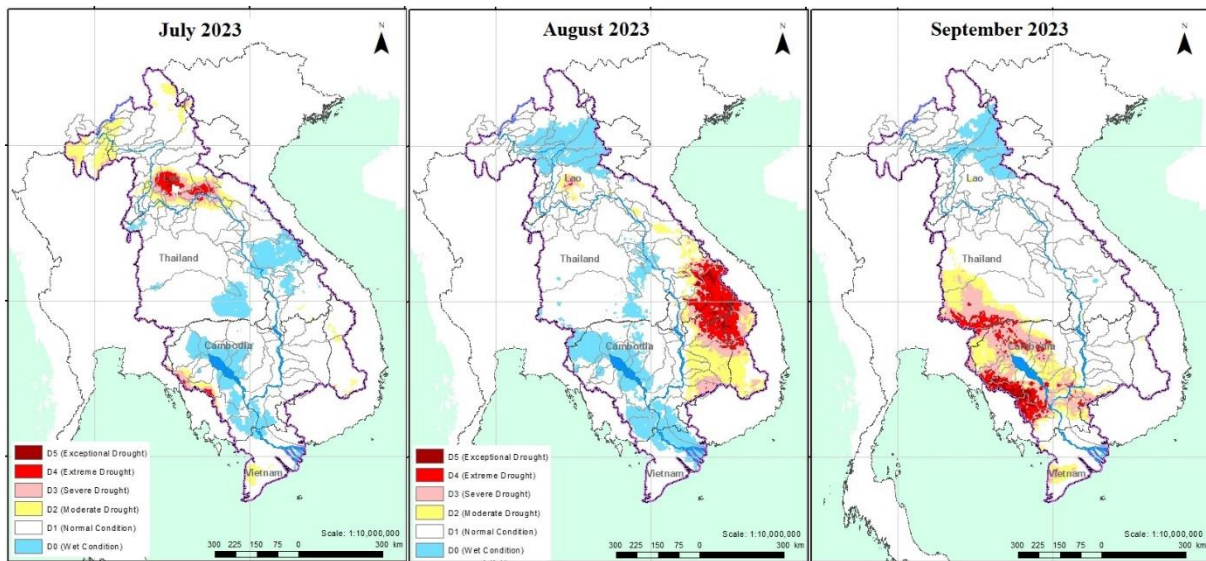 July 2023
N
Lao
Thailand
Cambodia
Vietnam
D5 (Exceptional Drought)
D4 (Extreme Drought)
D3 (Severe Drought)
D2 (Moderate Drought)
D1 (Normal Condition)
D0 (Wet Condition)
Scale: 1:10,000,000
300 225 150 75 0 300 km
August 2023
N
Lao
Thailand
Cambodia
Vietnam
D5 (Exceptional Drought)
D4 (Extreme Drought)
D3 (Severe Drought)
D2 (Moderate Drought)
D1 (Normal Condition)
D0 (Wet Condition)
Scale: 1:10,000,000
300 225 150 75 0 300 km
September 2023
N
Lao
Thailand
Cambodia
Vietnam
Scale: 1:10,000,000
300 225 150 75 0 300 km